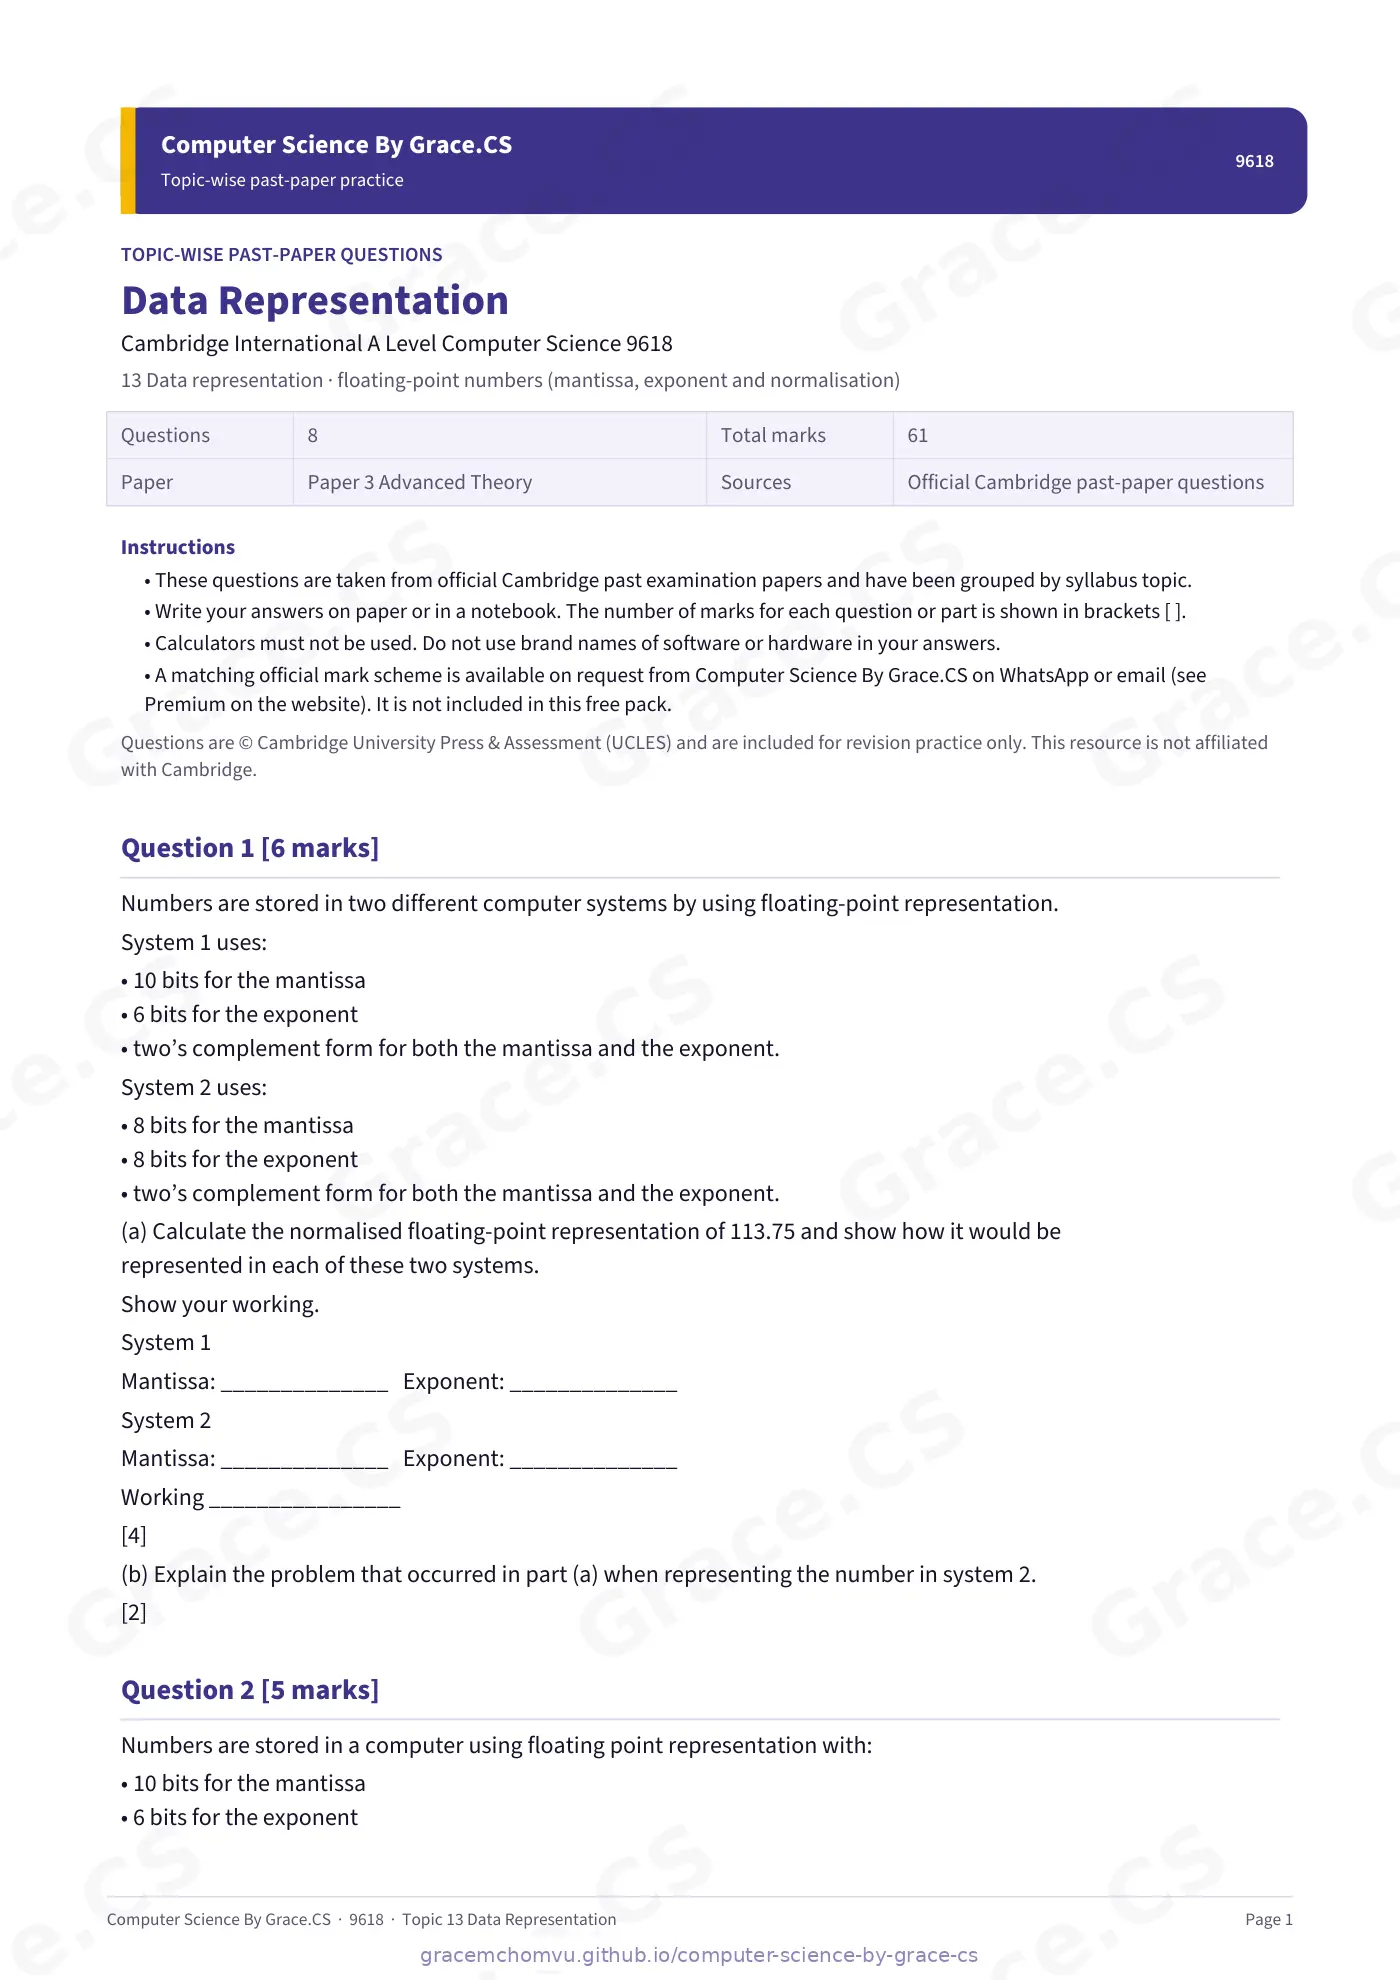 Computer Science By Grace.CS
Topic-wise past-paper practice
9618
TOPIC-WISE PAST-PAPER QUESTIONS
Data Representation
Cambridge International A Level Computer Science 9618
13 Data representation · floating-point numbers (mantissa, exponent and normalisation)
Questions 8 Total marks 61
Paper Paper 3 Advanced Theory Sources Official Cambridge past-paper questions
Instructions
• These questions are taken from official Cambridge past examination papers and have been grouped by syllabus topic.
• Write your answers on paper or in a notebook. The number of marks for each question or part is shown in brackets [ ].
• Calculators must not be used. Do not use brand names of software or hardware in your answers.
• A matching official mark scheme is available on request from Computer Science By Grace.CS on WhatsApp or email (see
Premium on the website). It is not included in this free pack.
Questions are © Cambridge University Press & Assessment (UCLES) and are included for revision practice only. This resource is not affiliated
with Cambridge.
Question 1 [6 marks]
Numbers are stored in two different computer systems by using floating-point representation.
System 1 uses:
• 10 bits for the mantissa
• 6 bits for the exponent
• two’s complement form for both the mantissa and the exponent.
System 2 uses:
• 8 bits for the mantissa
• 8 bits for the exponent
• two’s complement form for both the mantissa and the exponent.
(a) Calculate the normalised floating-point representation of 113.75 and show how it would be
represented in each of these two systems.
Show your working.
System 1
Mantissa: ______________ Exponent: ______________
System 2
Mantissa: ______________ Exponent: ______________
Working ________________
[4]
(b) Explain the problem that occurred in part (a) when representing the number in system 2.
[2]
Question 2 [5 marks]
Numbers are stored in a computer using floating point representation with:
• 10 bits for the mantissa
• 6 bits for the exponent
Computer Science By Grace.CS · 9618 · Topic 13 Data Representation
Page 1
gracemchomvu.github.io/computer-science-by-grace-cs